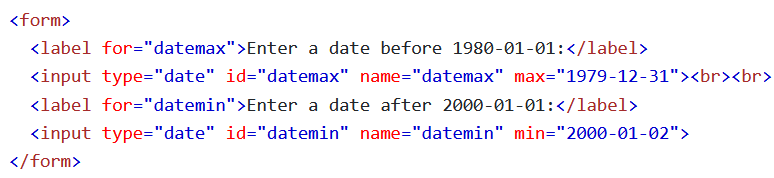 <form>
<label for="datemax">Enter a date before 1980-01-01:</label>
<input type="date" id="datemax" name="datemax" max="1979-12-31"><br><br>
<label for="datemin">Enter a date after 2000-01-01:</label>
<input type="date" id="datemin" name="datemin" min="2000-01-02">
</form>